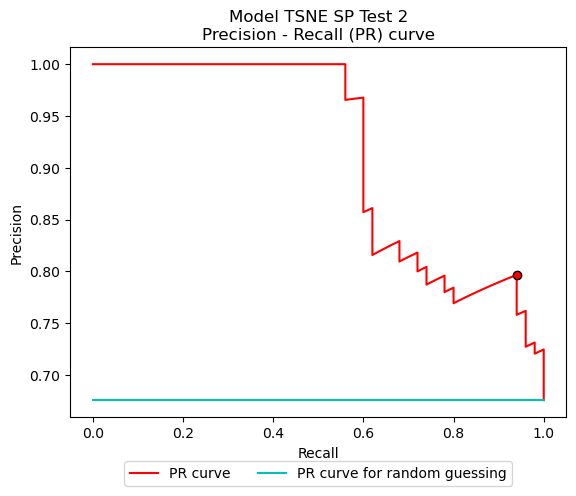 Model TSNE SP Test 2
Precision - Recall (PR) curve
1.00
0.95
0.90
0.85
0.80
0.75
0.70
Precision
0.0 0.2 0.4 0.6 0.8 1.0
Recall
PR curve PR curve for random guessing